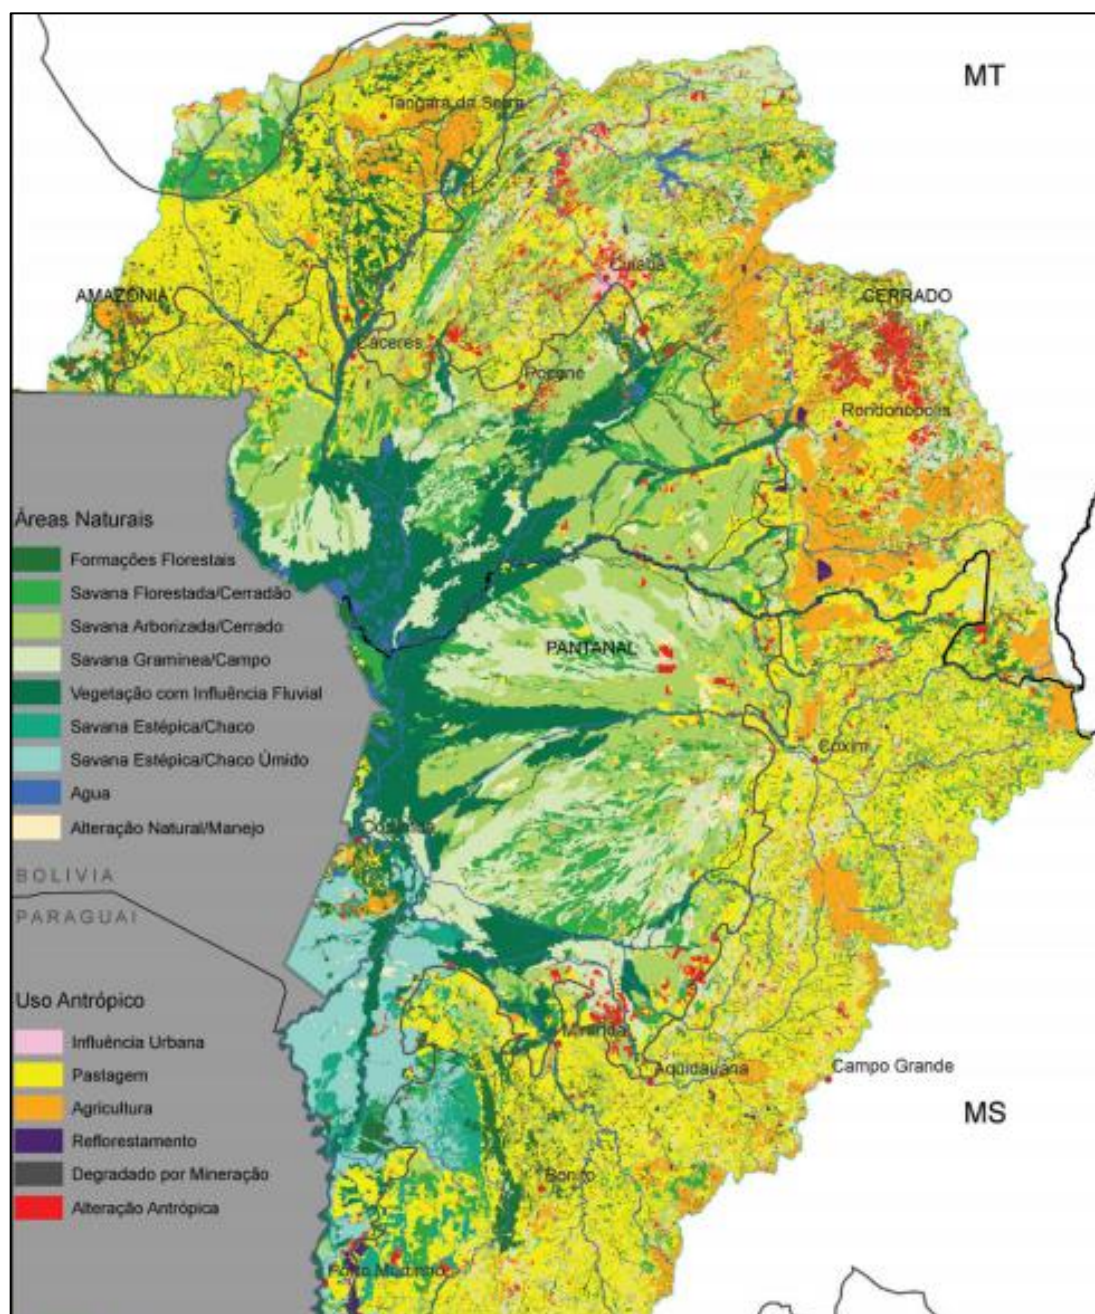 MT
Tangará da Serra
Cuiabá
AMAZÔNIA
CERRADO
Cáceres
Poconé
Rondonópolis
Áreas Naturais
Formações Florestais
Savana Florestada/Cerradão
Savana Arborizada/Cerrado
Savana Gramínea/Campo
PANTANAL
Vegetação com Influência Fluvial
Savana Estépica/Chaco
Savana Estépica/Chaco Úmido
Coxim
Agua
Alteração Natural/Manejo
Corumbá
BOLIVIA
PARAGUAI
Uso Antrópico
Influência Urbana
Miranda
Pastagem
Aquidauana
Campo Grande
Agricultura
MS
Reflorestamento
Degradado por Mineração
Bonito
Alteração Antrópica
Porto Murtinho